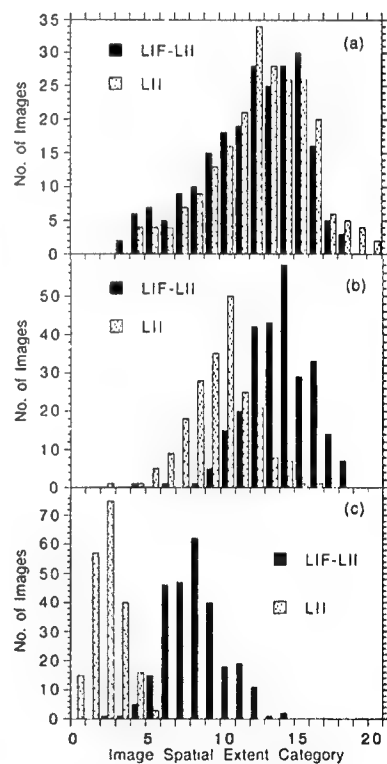 35
(a)
30
LIF-LII
25
LII
20
15
10
5
0
No. of Images
(b)
50
LIF-LII
40
LII
30
20
10
0
No. of Images
70
(c)
60
LIF-LII
50
LII
40
30
20
10
0
No. of Images
0 5 10 15 20
Image Spatial Extent Category